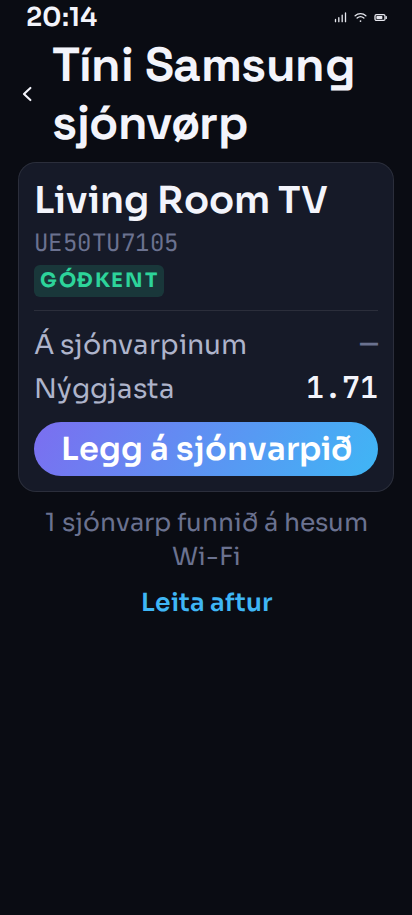 20:14
Tíni Samsung
sjónvørp
Living Room TV
UE50TU7105
GÓÐKENT
Á sjónvarpinum —
Nýggjasta 1.71
Legg á sjónvarpið
1 sjónvarp funnið á hesum
Wi-Fi
Leita aftur